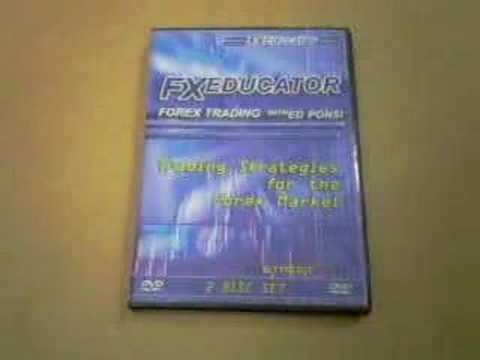 FXEDUCATOR
FOREX TRADING WITH ED PONSI
Trading Strategies
for the
Forex Market
DVD
2 DISC SET
DVD